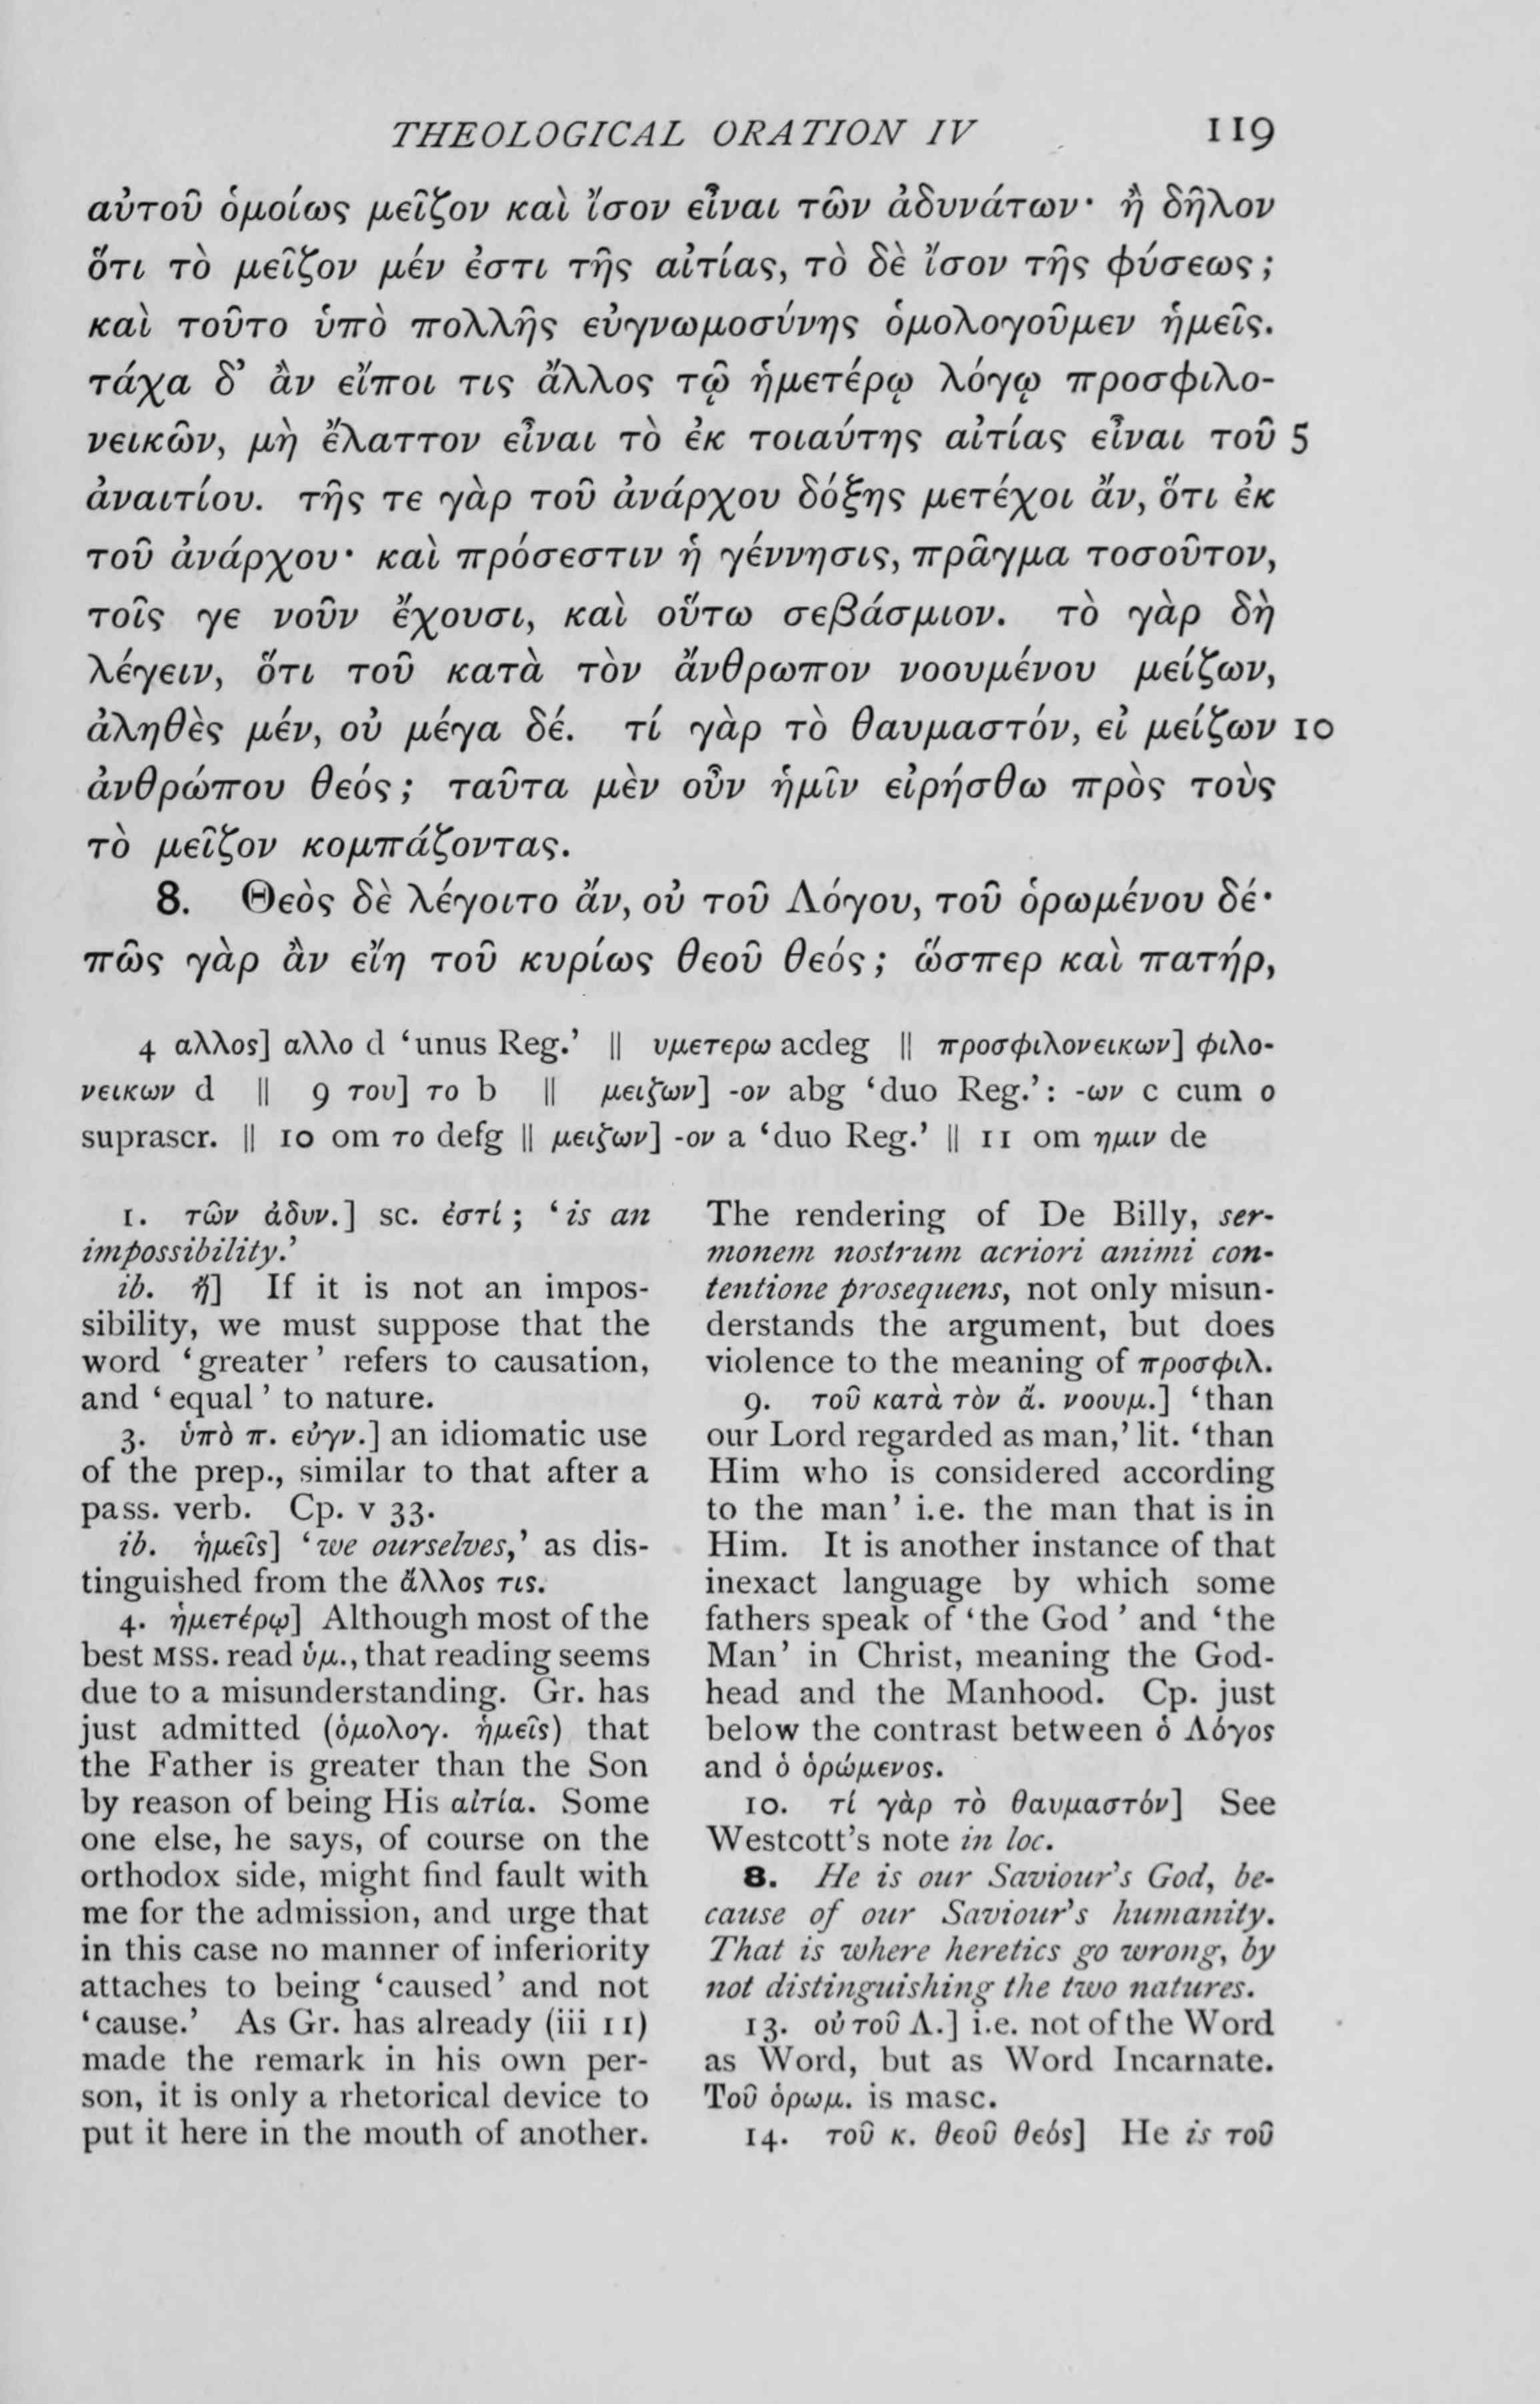 THEOLOGICAL ORATION IV 119
αὐτοῦ ὁμοίως μεῖζον καὶ ἴσον εἶναι τῶν ἀδυνάτων· ἢ δῆλον
ὅτι τὸ μεῖζον μέν ἐστι τῆς αἰτίας, τὸ δὲ ἴσον τῆς φύσεως;
καὶ τοῦτο ὑπὸ πολλῆς εὐγνωμοσύνης ὁμολογοῦμεν ἡμεῖς.
τάχα δ’ ἂν εἴποι τις ἄλλος τῷ ἡμετέρῳ λόγῳ προσφιλο-
νεικῶν, μὴ ἔλαττον εἶναι τὸ ἐκ τοιαύτης αἰτίας εἶναι τοῦ 5
ἀναιτίου. τῆς τε γὰρ τοῦ ἀνάρχου δόξης μετέχοι ἄν, ὅτι ἐκ
τοῦ ἀνάρχου· καὶ πρόσεστιν ἡ γέννησις, πρᾶγμα τοσοῦτον,
τοῖς γε νοῦν ἔχουσι, καὶ οὕτω σεβάσμιον. τὸ γὰρ δὴ
λέγειν, ὅτι τοῦ κατὰ τὸν ἄνθρωπον νοουμένου μείζων,
ἀληθὲς μέν, οὐ μέγα δέ. τί γὰρ τὸ θαυμαστόν, εἰ μείζων 10
ἀνθρώπου θεός; ταῦτα μὲν οὖν ἡμῖν εἰρήσθω πρὸς τοὺς
τὸ μεῖζον κομπάζοντας.
8. Θεὸς δὲ λέγοιτο ἄν, οὐ τοῦ Λόγου, τοῦ ὁρωμένου δέ·
πῶς γὰρ ἂν εἴη τοῦ κυρίως θεοῦ θεός; ὥσπερ καὶ πατήρ,
4 αλλος] αλλο d ‘unus Reg.’ || υμετερω acdeg || προσφιλονεικων] φιλο-
νεικων d || 9 του] το b || μειζων] -ον abg ‘duo Reg.’: -ων c cum o
suprascr. || 10 om το defg || μειζων] -ον a ‘duo Reg.’ || 11 om ημιν de
1. τῶν ἀδυν.] sc. ἐστί; ‘is an
impossibility.’
ib. ἤ] If it is not an impos-
sibility, we must suppose that the
word ‘greater’ refers to causation,
and ‘equal’ to nature.
3. ὑπὸ π. εὐγν.] an idiomatic use
of the prep., similar to that after a
pass. verb. Cp. v 33.
ib. ἡμεῖς] ‘we ourselves,’ as dis-
tinguished from the ἄλλος τις.
4. ἡμετέρῳ] Although most of the
best MSS. read ὑμ., that reading seems
due to a misunderstanding. Gr. has
just admitted (ὁμολογ. ἡμεῖς) that
the Father is greater than the Son
by reason of being His αἰτία. Some
one else, he says, of course on the
orthodox side, might find fault with
me for the admission, and urge that
in this case no manner of inferiority
attaches to being ‘caused’ and not
‘cause.’ As Gr. has already (iii 11)
made the remark in his own per-
son, it is only a rhetorical device to
put it here in the mouth of another.
The rendering of De Billy, ser-
monem nostrum acriori animi con-
tentione prosequens, not only misun-
derstands the argument, but does
violence to the meaning of προσφιλ.
9. τοῦ κατὰ τὸν ἄ. νοουμ.] ‘than
our Lord regarded as man,’ lit. ‘than
Him who is considered according
to the man’ i.e. the man that is in
Him. It is another instance of that
inexact language by which some
fathers speak of ‘the God’ and ‘the
Man’ in Christ, meaning the God-
head and the Manhood. Cp. just
below the contrast between ὁ Λόγος
and ὁ ὁρώμενος.
10. τί γὰρ τὸ θαυμαστόν] See
Westcott’s note in loc.
8. He is our Saviour’s God, be-
cause of our Saviour’s humanity.
That is where heretics go wrong, by
not distinguishing the two natures.
13. οὐ τοῦ Λ.] i.e. not of the Word
as Word, but as Word Incarnate.
Τοῦ ὁρωμ. is masc.
14. τοῦ κ. θεοῦ θεός] He is τοῦ